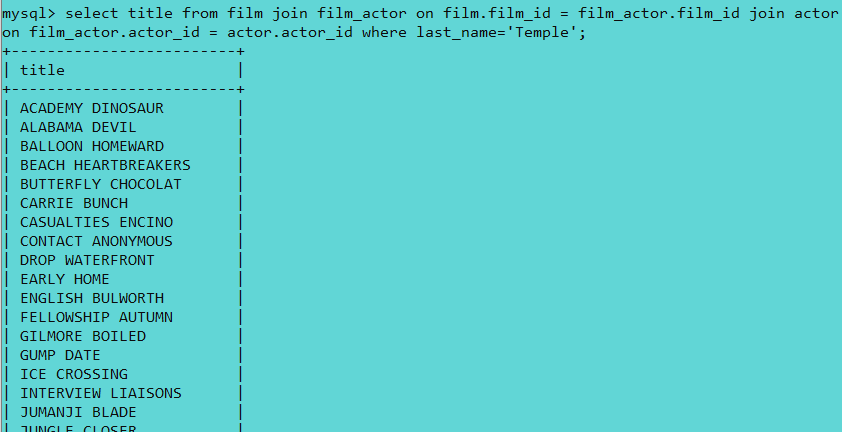 mysql> select title from film join film_actor on film.film_id = film_actor.film_id join actor
on film_actor.actor_id = actor.actor_id where last_name='Temple';
+-------------------------+
| title                   |
+-------------------------+
| ACADEMY DINOSAUR        |
| ALABAMA DEVIL           |
| BALLOON HOMEWARD        |
| BEACH HEARTBREAKERS     |
| BUTTERFLY CHOCOLAT      |
| CARRIE BUNCH            |
| CASUALTIES ENCINO       |
| CONTACT ANONYMOUS       |
| DROP WATERFRONT         |
| EARLY HOME              |
| ENGLISH BULWORTH        |
| FELLOWSHIP AUTUMN       |
| GILMORE BOILED          |
| GUMP DATE               |
| ICE CROSSING            |
| INTERVIEW LIAISONS      |
| JUMANJI BLADE           |
| JUNGLE CLOSER           |